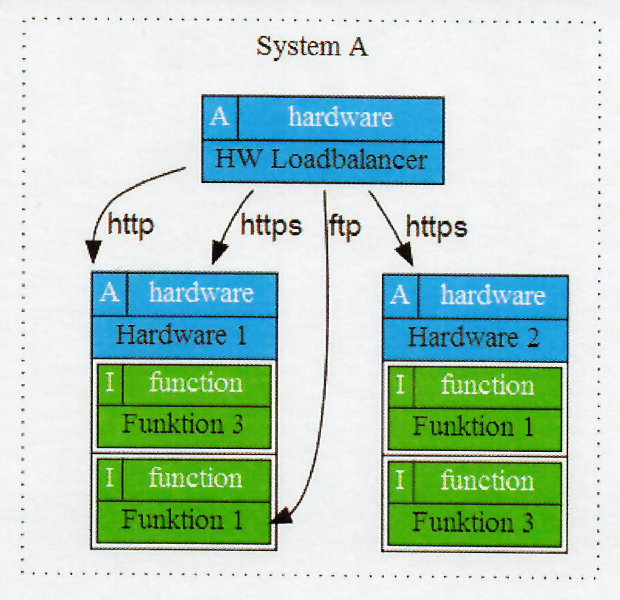 System A
A hardware
HW Loadbalancer
http https ftp https
A hardware
Hardware 1
I function
Funktion 3
I function
Funktion 1
A hardware
Hardware 2
I function
Funktion 1
I function
Funktion 3